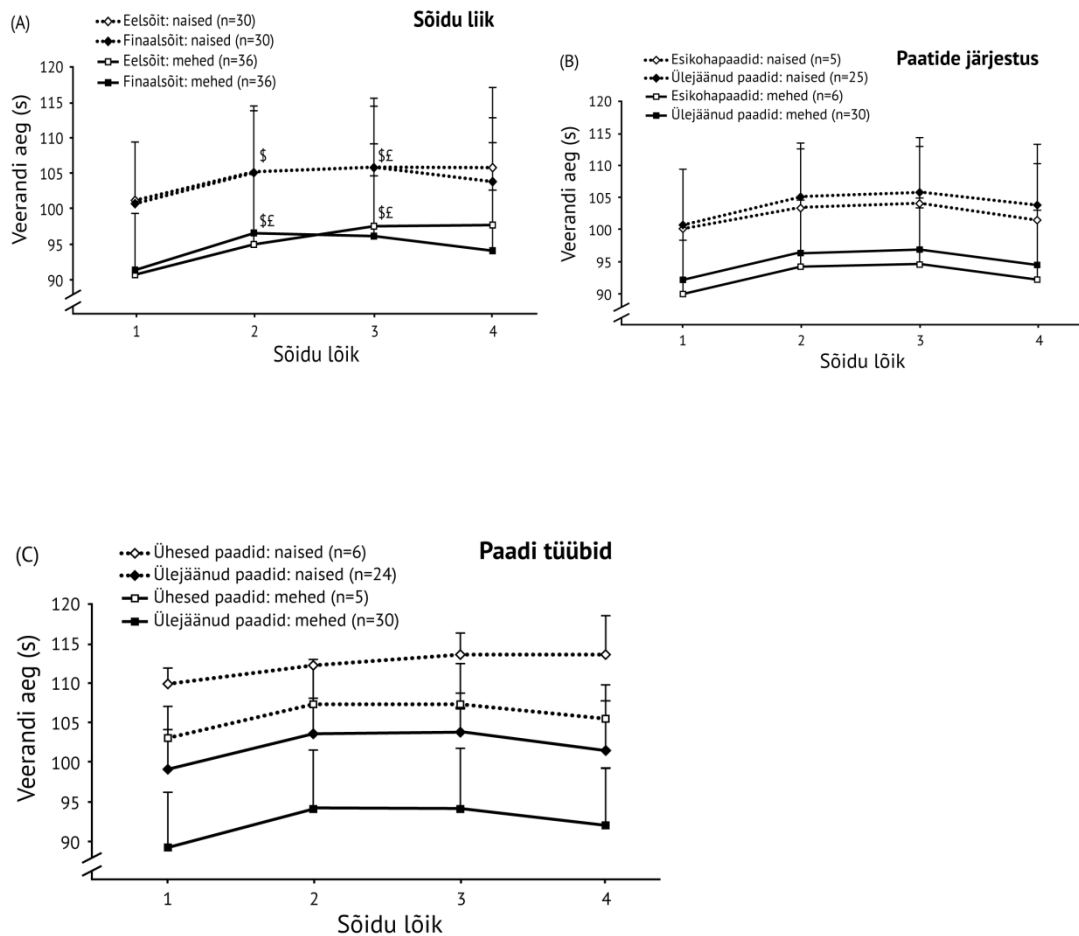 (A)
Sõidu liik
Eelsõit: naised (n=30)
Finaalsõit: naised (n=30)
Eelsõit: mehed (n=36)
Finaalsõit: mehed (n=36)
Veerandi aeg (s)
120
115
110
105
100
95
90
$
$£
$£
$£
1
2
3
4
Sõidu lõik
(B)
Paatide järjestus
Esikohapaadid: naised (n=5)
Ülejäänud paadid: naised (n=25)
Esikohapaadid: mehed (n=6)
Ülejäänud paadid: mehed (n=30)
Veerandi aeg (s)
120
115
110
105
100
95
90
1
2
3
4
Sõidu lõik
(C)
Paadi tüübid
Ühesed paadid: naised (n=6)
Ülejäänud paadid: naised (n=24)
Ühesed paadid: mehed (n=5)
Ülejäänud paadid: mehed (n=30)
Veerandi aeg (s)
120
115
110
105
100
95
90
1
2
3
4
Sõidu lõik